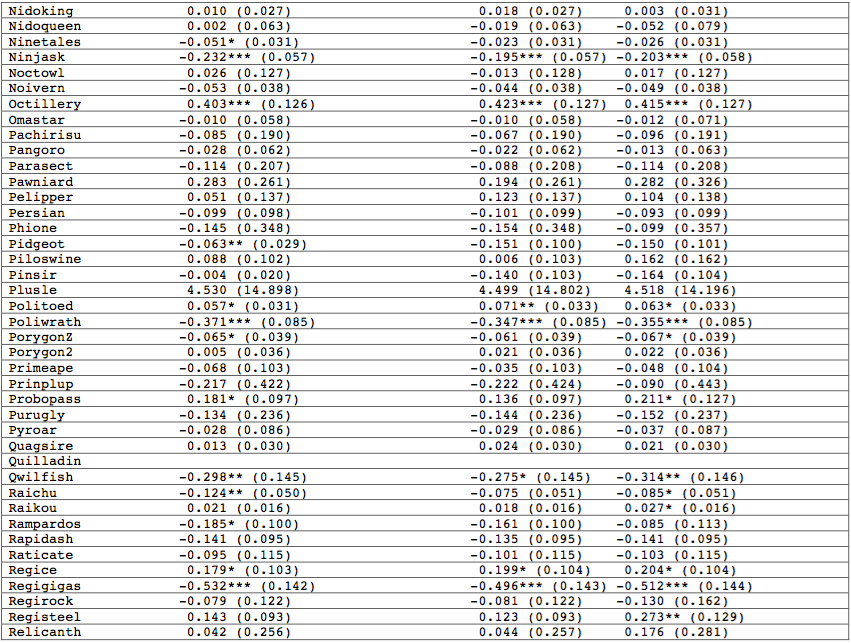 Nidoking 0.010 (0.027) 0.018 (0.027) 0.003 (0.031)
Nidoqueen 0.002 (0.063) -0.019 (0.063) -0.052 (0.079)
Ninetales -0.051* (0.031) -0.023 (0.031) -0.026 (0.031)
Ninjask -0.232*** (0.057) -0.195*** (0.057) -0.203*** (0.058)
Noctowl 0.026 (0.127) -0.013 (0.128) 0.017 (0.127)
Noivern -0.053 (0.038) -0.044 (0.038) -0.049 (0.038)
Octillery 0.403*** (0.126) 0.423*** (0.127) 0.415*** (0.127)
Omastar -0.010 (0.058) -0.010 (0.058) -0.012 (0.071)
Pachirisu -0.085 (0.190) -0.067 (0.190) -0.096 (0.191)
Pangoro -0.028 (0.062) -0.022 (0.062) -0.013 (0.063)
Parasect -0.114 (0.207) -0.088 (0.208) -0.114 (0.208)
Pawniard 0.283 (0.261) 0.194 (0.261) 0.282 (0.326)
Pelipper 0.051 (0.137) 0.123 (0.137) 0.104 (0.138)
Persian -0.099 (0.098) -0.101 (0.099) -0.093 (0.099)
Phione -0.145 (0.348) -0.154 (0.348) -0.099 (0.357)
Pidgeot -0.063** (0.029) -0.151 (0.100) -0.150 (0.101)
Piloswine 0.088 (0.102) 0.006 (0.103) 0.162 (0.162)
Pinsir -0.004 (0.020) -0.140 (0.103) -0.164 (0.104)
Plusle 4.530 (14.898) 4.499 (14.802) 4.518 (14.196)
Politoed 0.057* (0.031) 0.071** (0.033) 0.063* (0.033)
Poliwrath -0.371*** (0.085) -0.347*** (0.085) -0.355*** (0.085)
PorygonZ -0.065* (0.039) -0.061 (0.039) -0.067* (0.039)
Porygon2 0.005 (0.036) 0.021 (0.036) 0.022 (0.036)
Primeape -0.068 (0.103) -0.035 (0.103) -0.048 (0.104)
Prinplup -0.217 (0.422) -0.222 (0.424) -0.090 (0.443)
Probopass 0.181* (0.097) 0.136 (0.097) 0.211* (0.127)
Purugly -0.134 (0.236) -0.144 (0.236) -0.152 (0.237)
Pyroar -0.028 (0.086) -0.029 (0.086) -0.037 (0.087)
Quagsire 0.013 (0.030) 0.024 (0.030) 0.021 (0.030)
Quilladin
Qwilfish -0.298** (0.145) -0.275* (0.145) -0.314** (0.146)
Raichu -0.124** (0.050) -0.075 (0.051) -0.085* (0.051)
Raikou 0.021 (0.016) 0.018 (0.016) 0.027* (0.016)
Rampardos -0.185* (0.100) -0.161 (0.100) -0.085 (0.113)
Rapidash -0.141 (0.095) -0.135 (0.095) -0.141 (0.095)
Raticate -0.095 (0.115) -0.101 (0.115) -0.103 (0.115)
Regice 0.179* (0.103) 0.199* (0.104) 0.204* (0.104)
Regigigas -0.532*** (0.142) -0.496*** (0.143) -0.512*** (0.144)
Regirock -0.079 (0.122) -0.081 (0.122) -0.130 (0.162)
Registeel 0.143 (0.093) 0.123 (0.093) 0.273** (0.129)
Relicanth 0.042 (0.256) 0.044 (0.257) 0.176 (0.281)